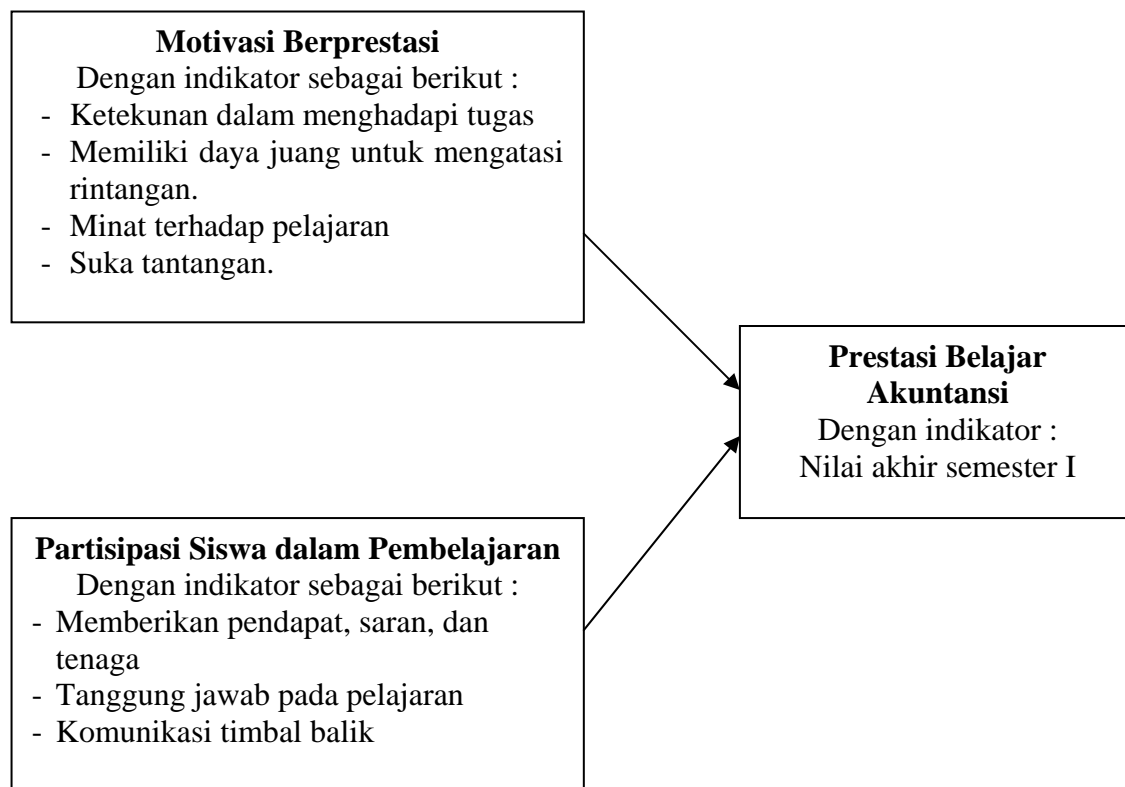 Motivasi Berprestasi
Dengan indikator sebagai berikut :
- Ketekunan dalam menghadapi tugas
- Memiliki daya juang untuk mengatasi
rintangan.
- Minat terhadap pelajaran
- Suka tantangan.
Prestasi Belajar
Akuntansi
Dengan indikator :
Nilai akhir semester I
Partisipasi Siswa dalam Pembelajaran
Dengan indikator sebagai berikut :
- Memberikan pendapat, saran, dan
tenaga
- Tanggung jawab pada pelajaran
- Komunikasi timbal balik